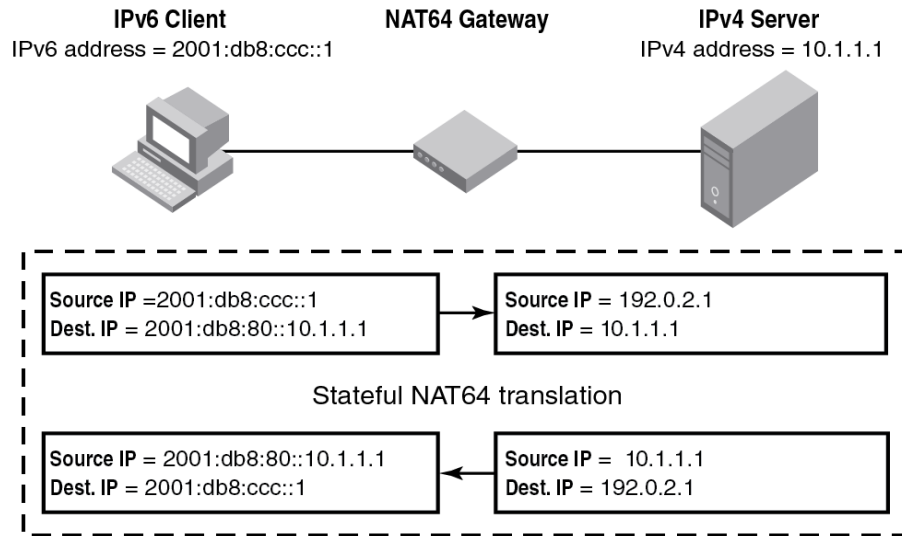 IPv6 Client
IPv6 address = 2001:db8:ccc::1
NAT64 Gateway
IPv4 Server
IPv4 address = 10.1.1.1
Source IP =2001:db8:ccc::1
Dest. IP = 2001:db8:80::10.1.1.1
Source IP = 192.0.2.1
Dest. IP = 10.1.1.1
Stateful NAT64 translation
Source IP = 2001:db8:80::10.1.1.1
Dest. IP = 2001:db8:ccc::1
Source IP =  10.1.1.1
Dest. IP = 192.0.2.1